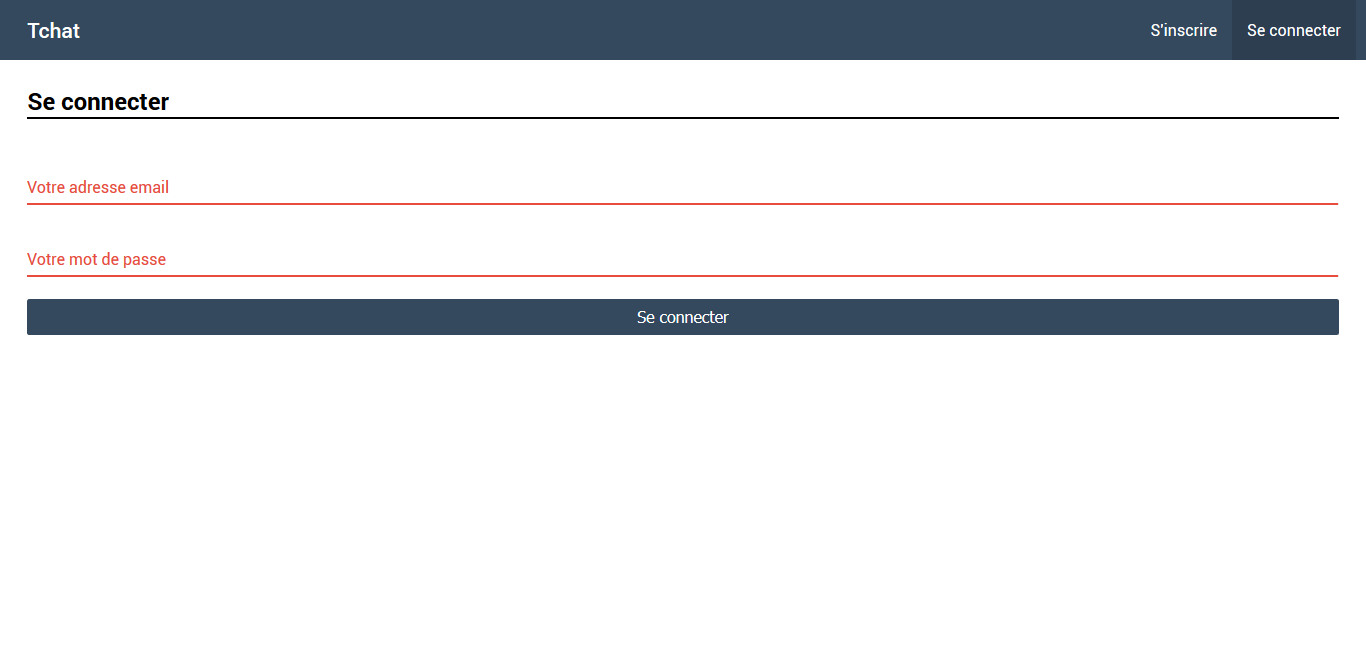 Tchat
S'inscrire
Se connecter
Se connecter
Votre adresse email
Votre mot de passe
Se connecter